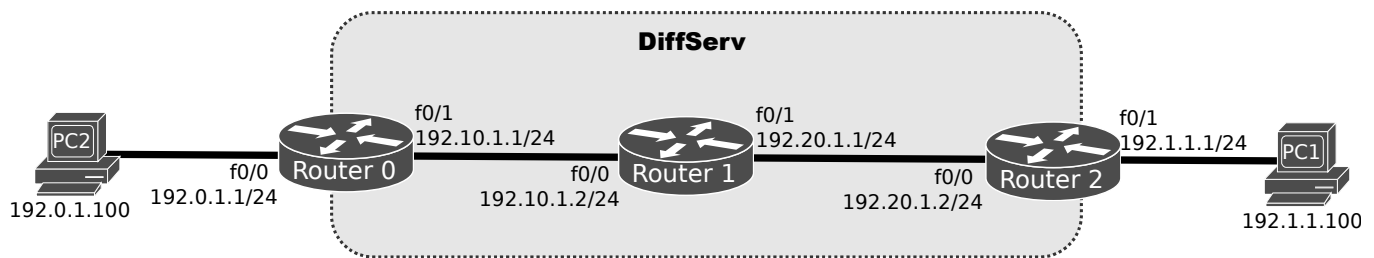 DiffServ
f0/1
192.10.1.1/24
f0/1
192.20.1.1/24
f0/1
192.1.1.1/24
PC2
PC1
Router 0
Router 1
Router 2
f0/0
192.0.1.1/24
f0/0
192.10.1.2/24
f0/0
192.20.1.2/24
192.0.1.100
192.1.1.100